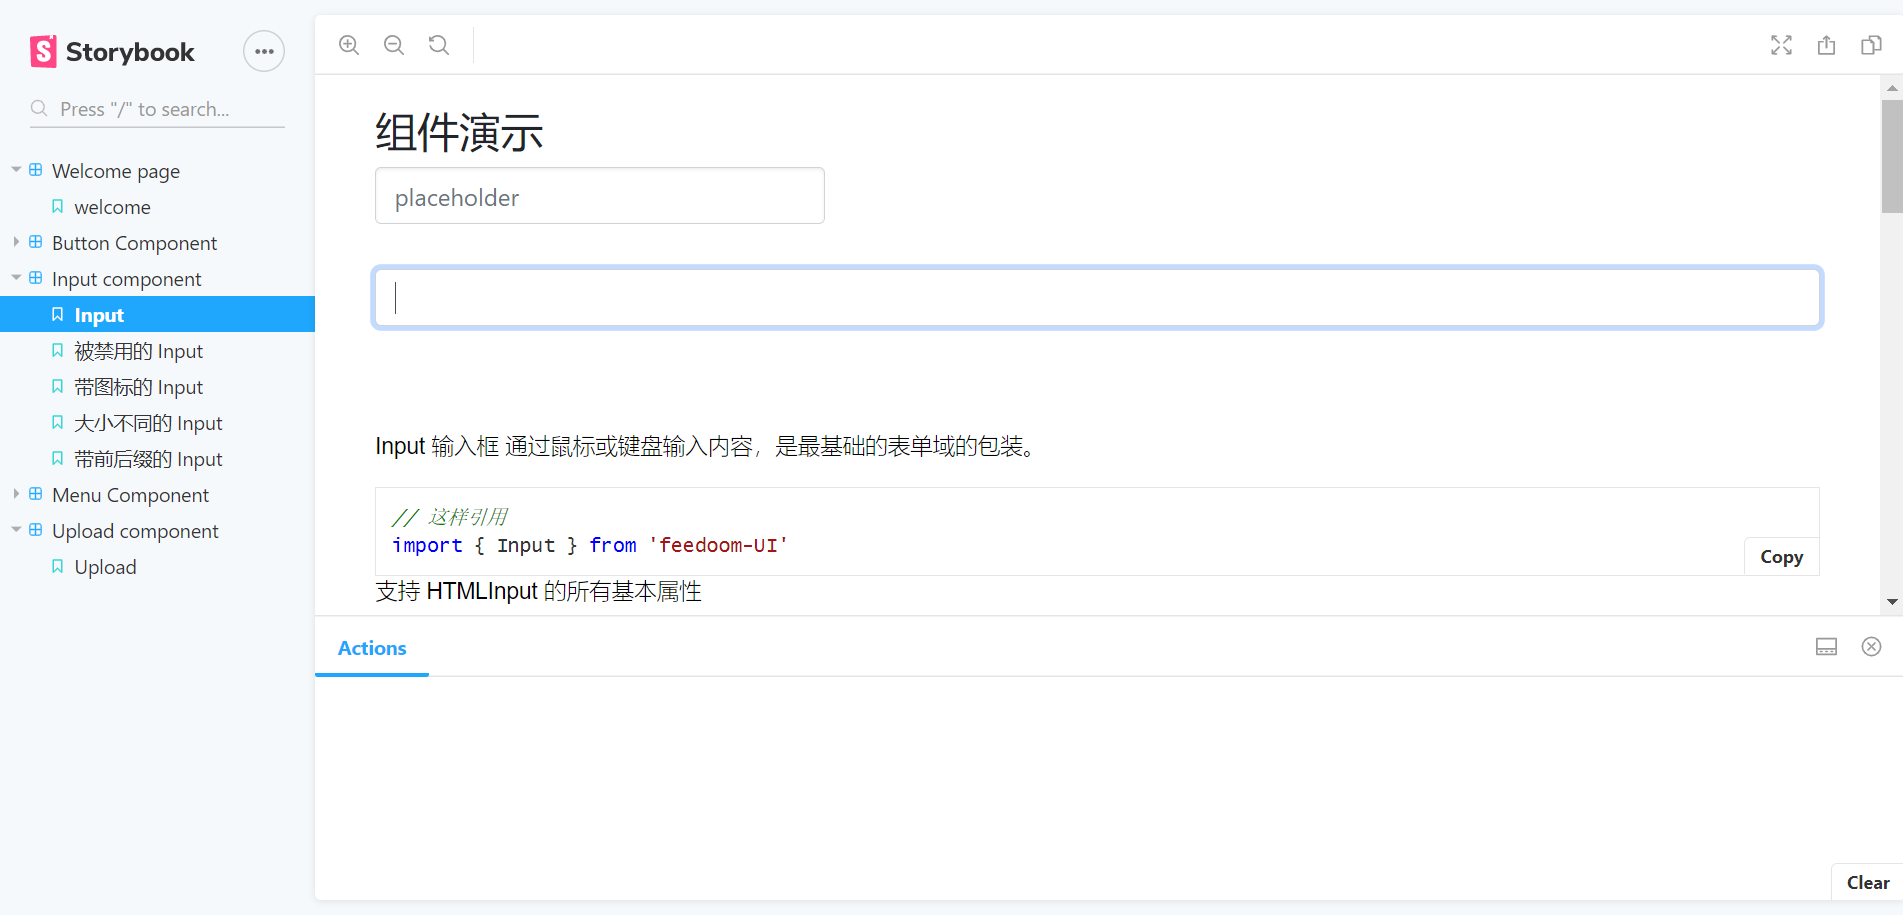 Storybook
Press "/" to search...
Welcome page
welcome
Button Component
Input component
Input
被禁用的 Input
带图标的 Input
大小不同的 Input
带前后缀的 Input
Menu Component
Upload component
Upload
组件演示
placeholder
Input 输入框 通过鼠标或键盘输入内容，是最基础的表单域的包装。
// 这样引用
import { Input } from 'feedoom-UI'
Copy
支持 HTMLInput 的所有基本属性
Actions
Clear